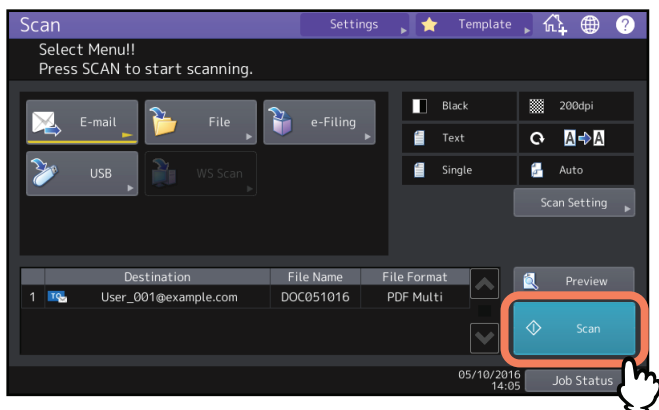 Scan
Settings
Template
?
Select Menu!!
Press SCAN to start scanning.
E-mail
File
e-Filing
USB
WS Scan
Black
200dpi
Text
A A
Single
Auto
Scan Setting
Destination File Name File Format
1 TO User_001@example.com DOC051016 PDF Multi
Preview
Scan
05/10/2016
14:05
Job Status